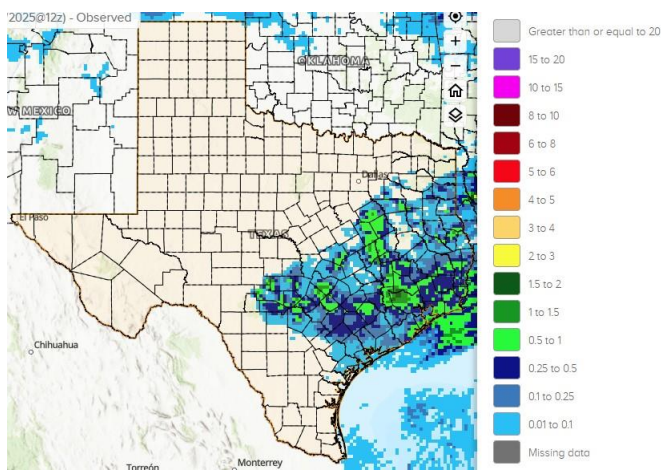 2025@12z) - Observed
OKLAHOMA
W MEXICO
Dallas
El Paso
TEXAS
Chihuahua
Monterrey
Torreón
Greater than or equal to 20
15 to 20
10 to 15
8 to 10
6 to 8
5 to 6
4 to 5
3 to 4
2 to 3
1.5 to 2
1 to 1.5
0.5 to 1
0.25 to 0.5
0.1 to 0.25
0.01 to 0.1
Missing data